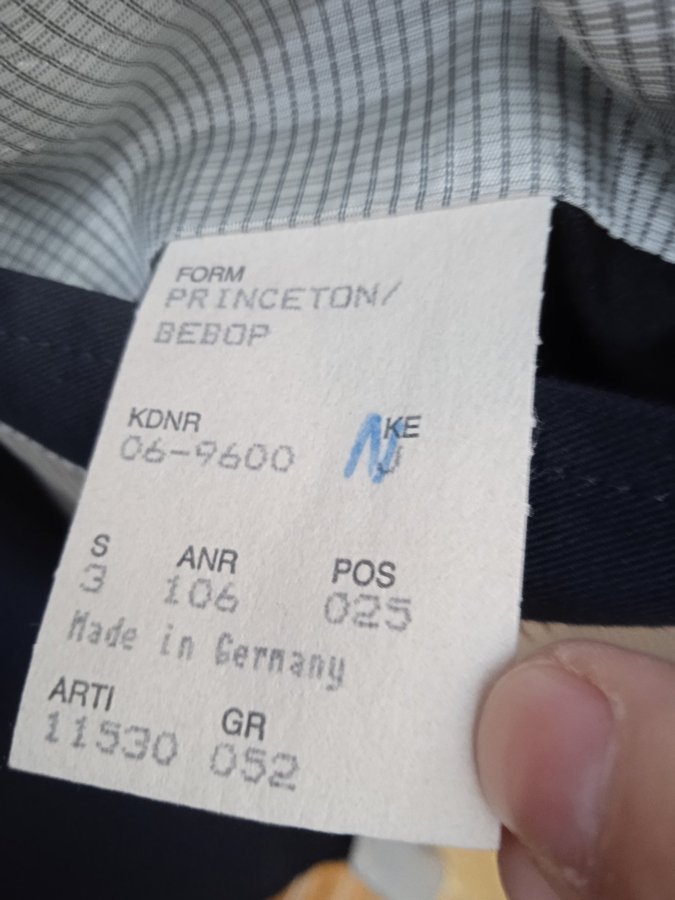 FORM
PRINCETON/
BEBOP
KDNR KE
06-9600 N
S ANR POS
3 106 025
Made in Germany
ARTI GR
11530 052